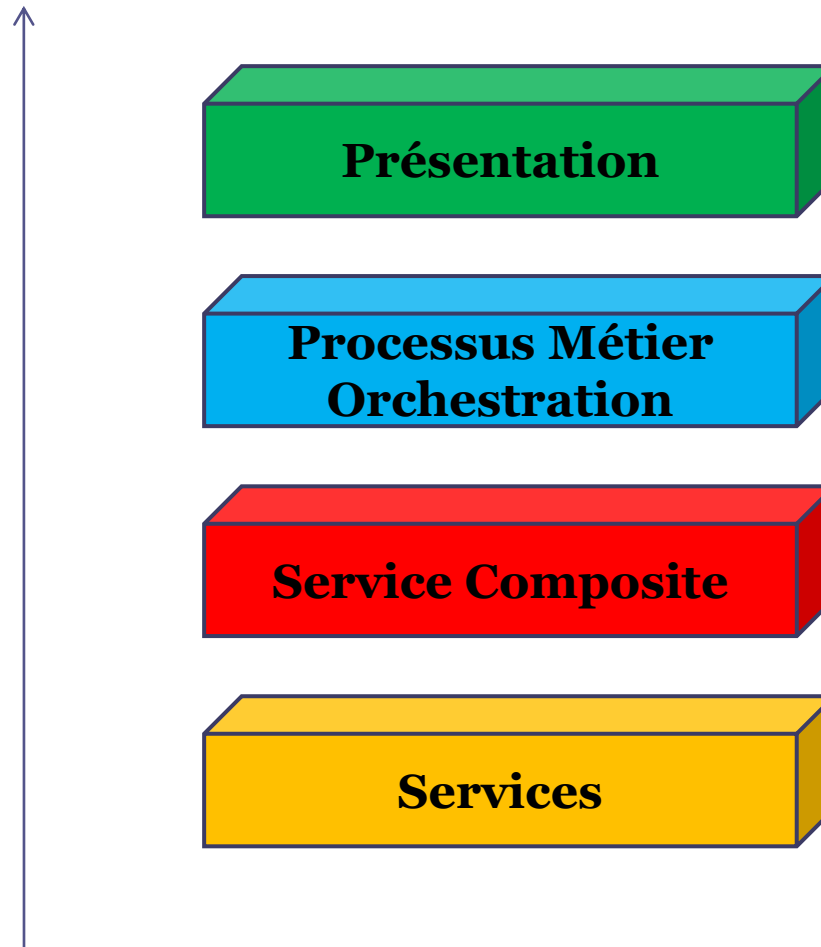 Présentation
Processus Métier
Orchestration
Service Composite
Services